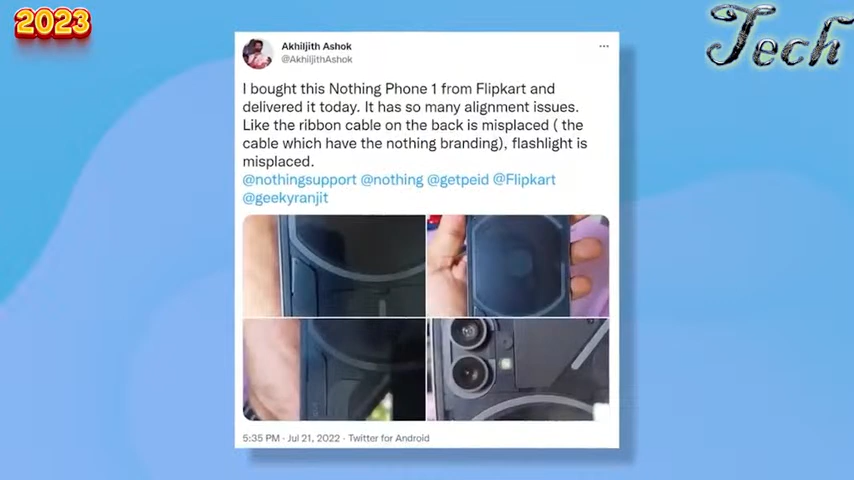 2023
Tech
Akhiljith Ashok
@AkhiljithAshok
I bought this Nothing Phone 1 from Flipkart and
delivered it today. It has so many alignment issues.
Like the ribbon cable on the back is misplaced ( the
cable which have the nothing branding), flashlight is
misplaced.
@nothingsupport @nothing @getpeid @Flipkart
@geekyranjit
5:35 PM · Jul 21, 2022 · Twitter for Android